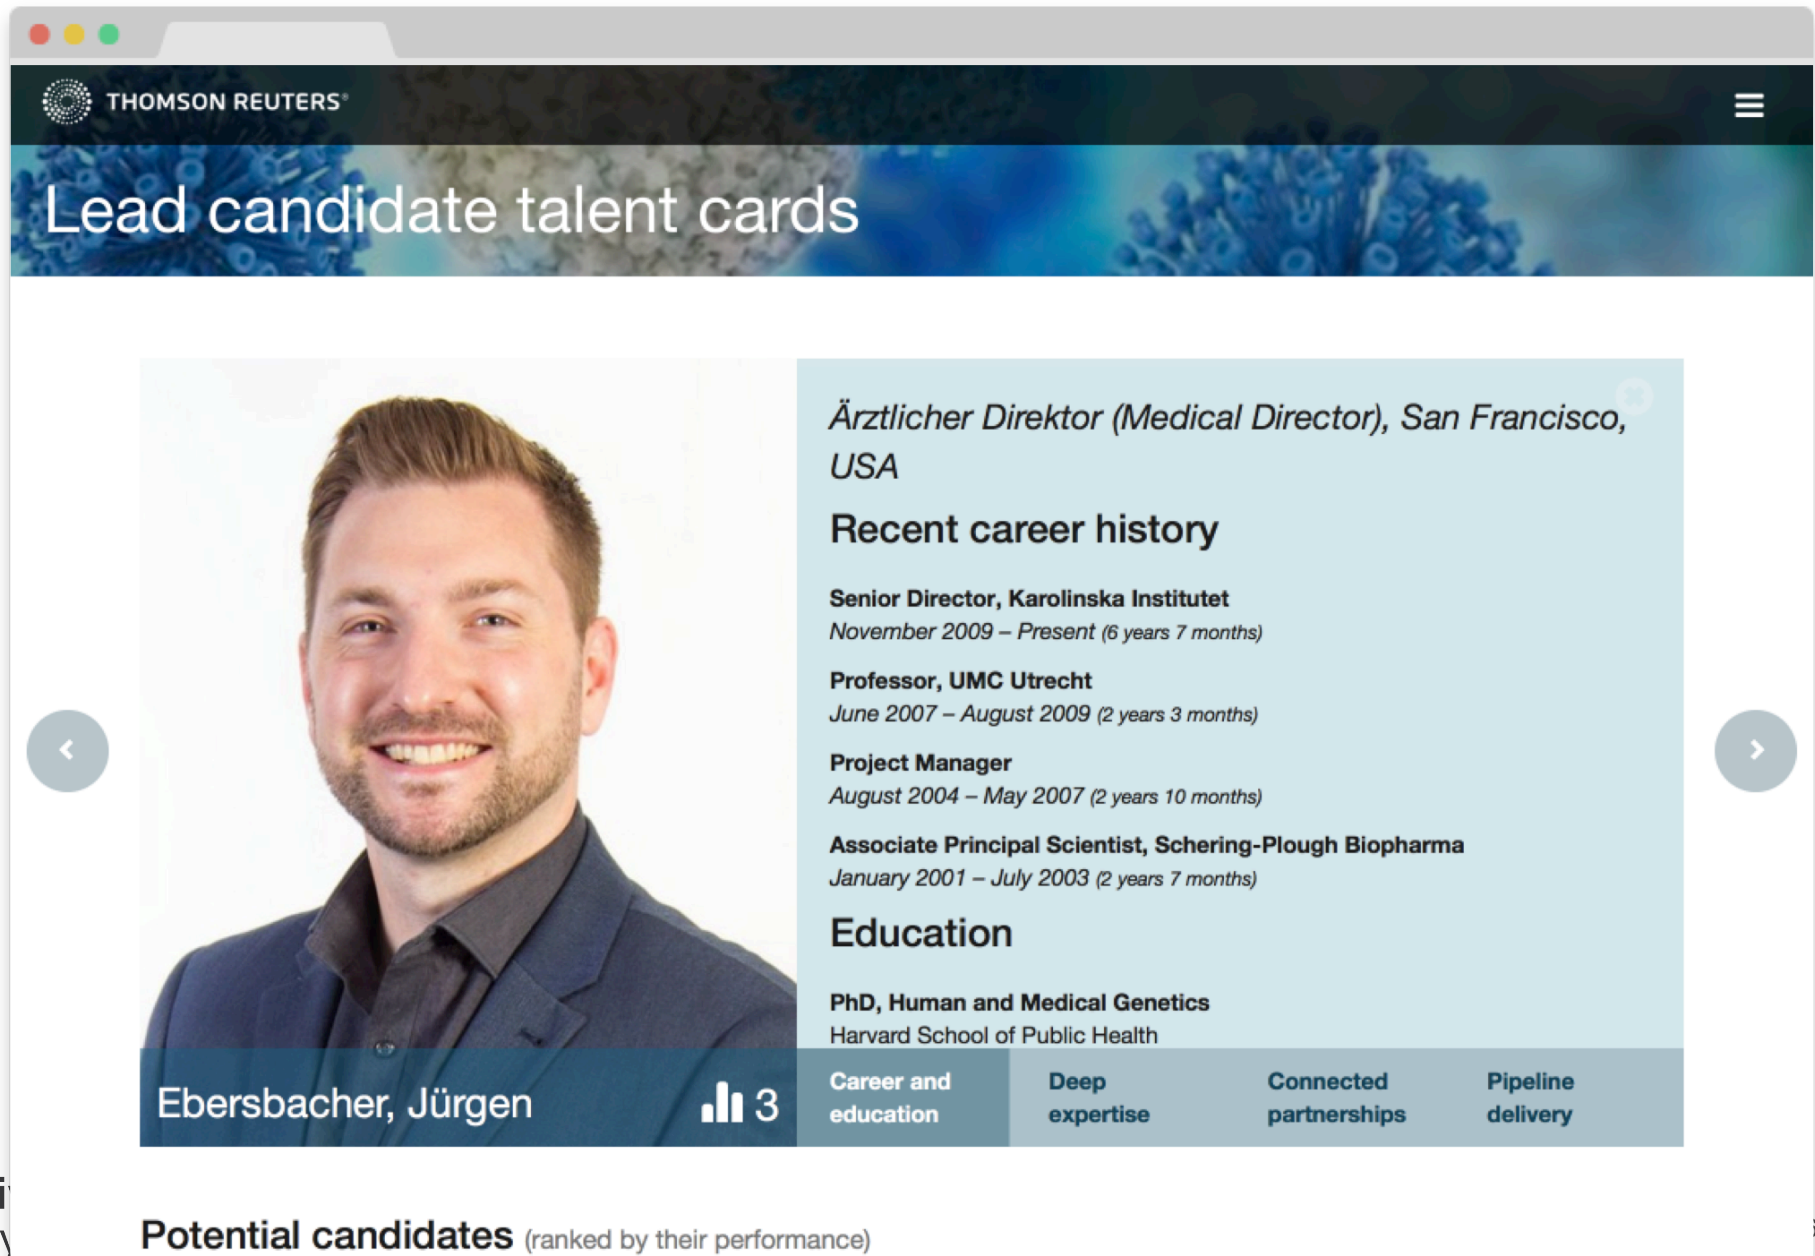 THOMSON REUTERS®
Lead candidate talent cards
Ärztlicher Direktor (Medical Director), San Francisco,
USA
Recent career history
Senior Director, Karolinska Institutet
November 2009 – Present (6 years 7 months)
Professor, UMC Utrecht
June 2007 – August 2009 (2 years 3 months)
Project Manager
August 2004 – May 2007 (2 years 10 months)
Associate Principal Scientist, Schering-Plough Biopharma
January 2001 – July 2003 (2 years 7 months)
Education
PhD, Human and Medical Genetics
Harvard School of Public Health
Ebersbacher, Jürgen 3
Career and
education
Deep
expertise
Connected
partnerships
Pipeline
delivery
Potential candidates (ranked by their performance)